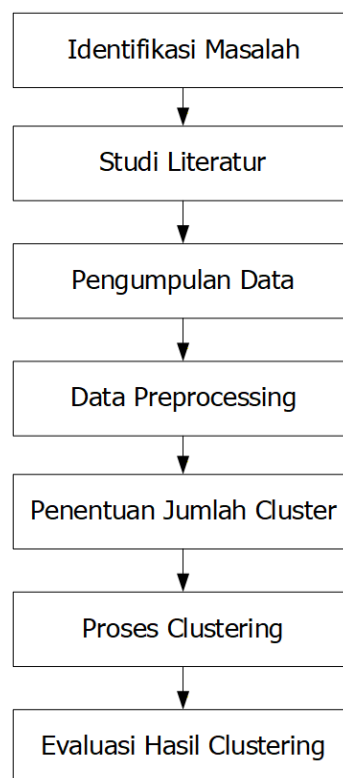 Identifikasi Masalah
Studi Literatur
Pengumpulan Data
Data Preprocessing
Penentuan Jumlah Cluster
Proses Clustering
Evaluasi Hasil Clustering